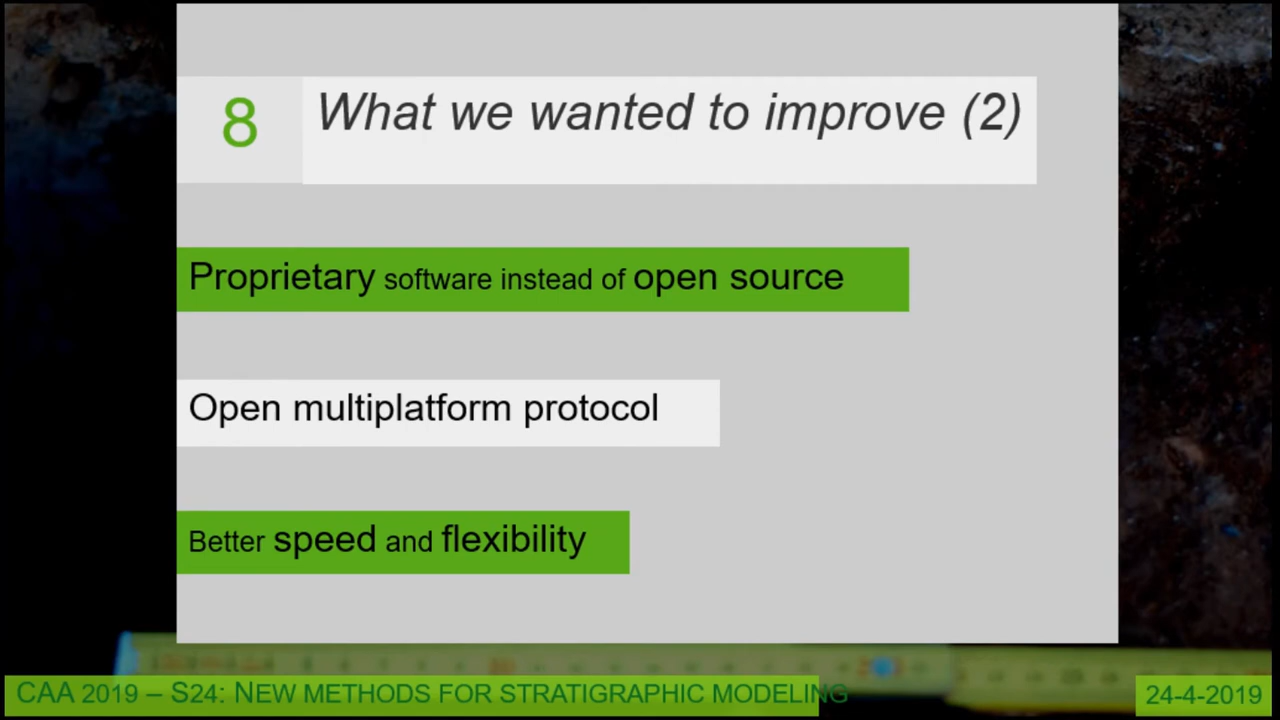 8
What we wanted to improve (2)
Proprietary software instead of open source
Open multiplatform protocol
Better speed and flexibility
CAA 2019 – S24: NEW METHODS FOR STRATIGRAPHIC MODELING
24-4-2019